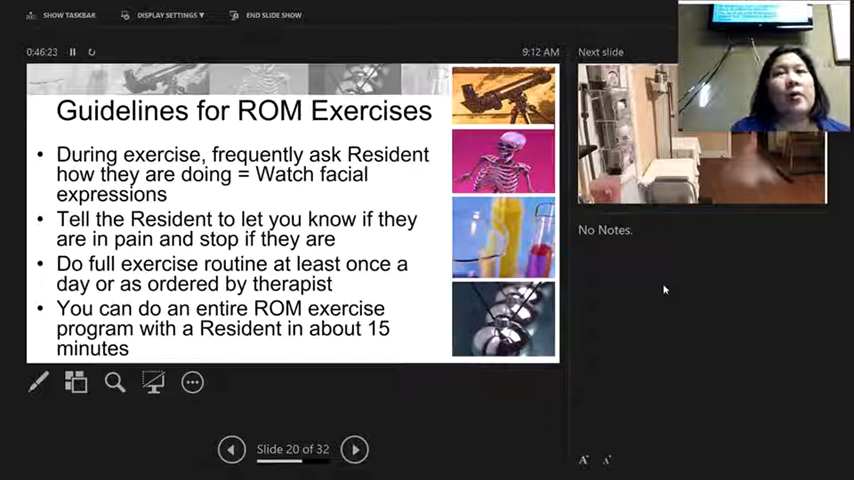 SHOW TASKBAR
DISPLAY SETTINGS ▼
END SLIDE SHOW
0:46:23
9:12 AM
Next slide
Guidelines for ROM Exercises
• During exercise, frequently ask Resident
how they are doing = Watch facial
expressions
• Tell the Resident to let you know if they
are in pain and stop if they are
• Do full exercise routine at least once a
day or as ordered by therapist
• You can do an entire ROM exercise
program with a Resident in about 15
minutes
No Notes.
Slide 20 of 32
A A